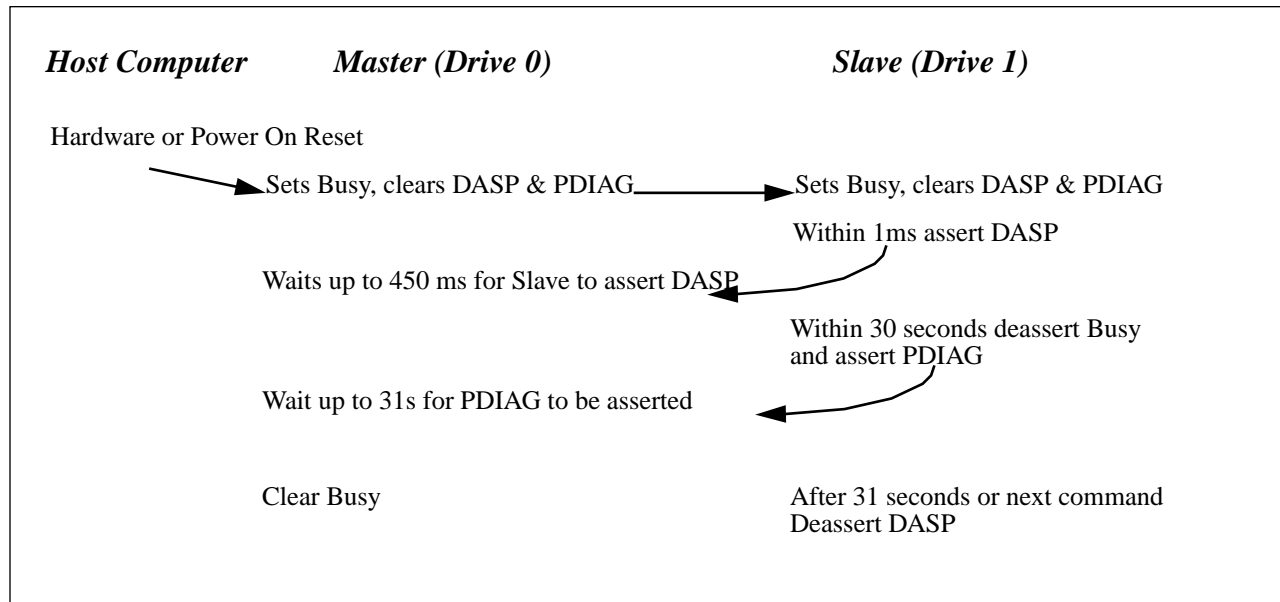 Host Computer Master (Drive 0) Slave (Drive 1)
Hardware or Power On Reset
Sets Busy, clears DASP & PDIAG Sets Busy, clears DASP & PDIAG
Within 1ms assert DASP
Waits up to 450 ms for Slave to assert DASP
Within 30 seconds deassert Busy
and assert PDIAG
Wait up to 31s for PDIAG to be asserted
Clear Busy After 31 seconds or next command
Deassert DASP